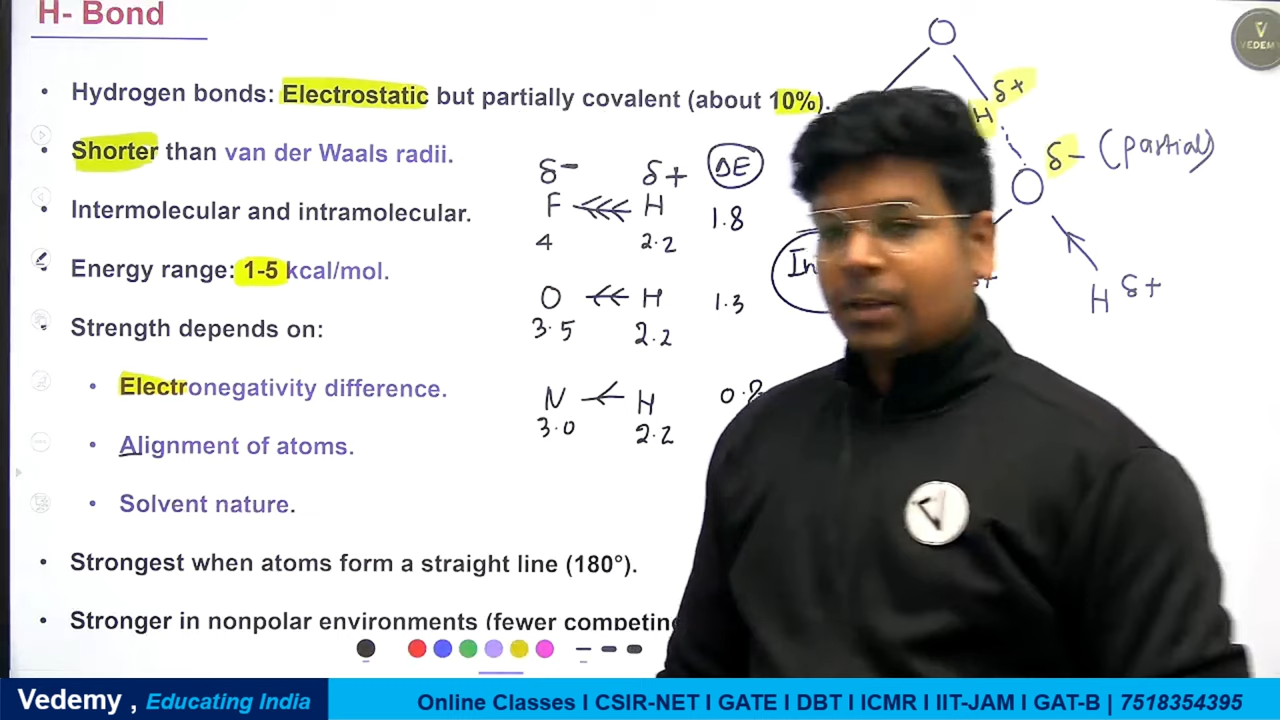 H- Bond
• Hydrogen bonds: Electrostatic but partially covalent (about 10%).
• Shorter than van der Waals radii.
• Intermolecular and intramolecular.
• Energy range: 1-5 kcal/mol.
• Strength depends on:
• Electronegativity difference.
• Alignment of atoms.
• Solvent nature.
• Strongest when atoms form a straight line (180°).
• Stronger in nonpolar environments (fewer competing
δ- δ+ ΔE
F H 1.8
4 2.2
O H 1.3
3.5 2.2
N H
3.0 2.2
O
H δ+
O δ- (partial)
H δ+
VEDEMY
Vedemy , Educating India
Online Classes I CSIR-NET I GATE I DBT I ICMR I IIT-JAM I GAT-B | 7518354395